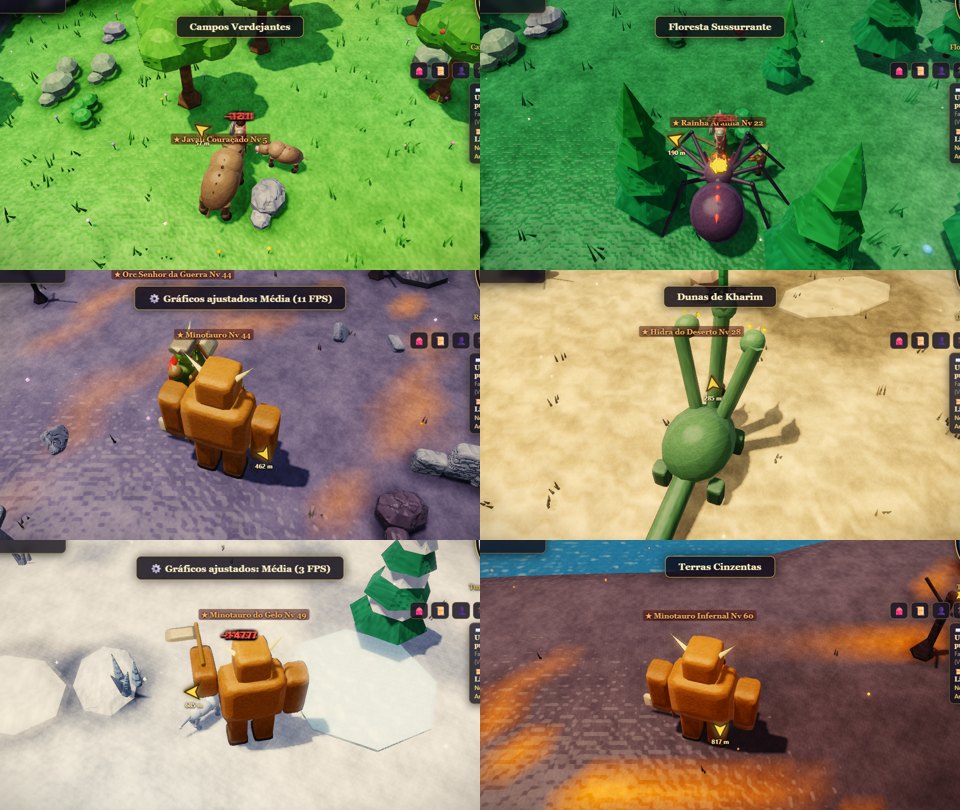 Campos Verdejantes
★ Javali Couraçado Nv 5
Floresta Sussurrante
★ Rainha Aranha Nv 22
190 m
★ Orc Senhor da Guerra Nv 44
Gráficos ajustados: Média (11 FPS)
★ Minotauro Nv 44
462 m
Dunas de Kharim
★ Hidra do Deserto Nv 28
285 m
Gráficos ajustados: Média (3 FPS)
★ Minotauro do Gelo Nv 49
Terras Cinzentas
★ Minotauro Infernal Nv 60
817 m